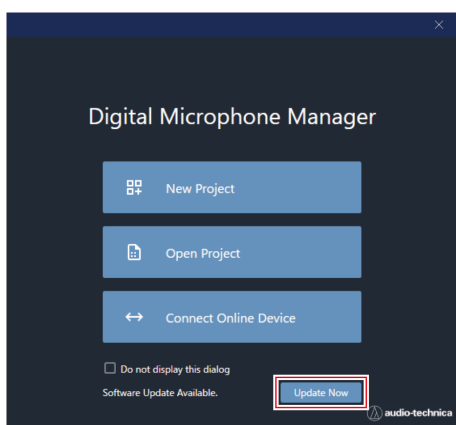 Digital Microphone Manager
New Project
Open Project
Connect Online Device
Do not display this dialog
Software Update Available.
Update Now
audio-technica